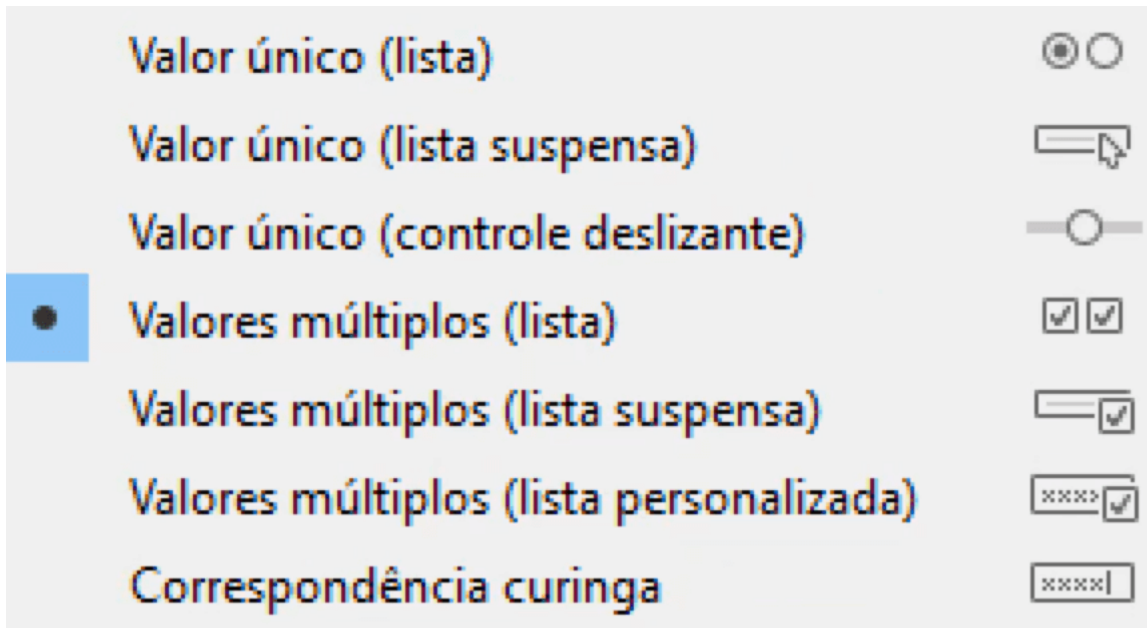 Valor único (lista)
Valor único (lista suspensa)
Valor único (controle deslizante)
Valores múltiplos (lista)
Valores múltiplos (lista suspensa)
Valores múltiplos (lista personalizada)
Correspondência curinga